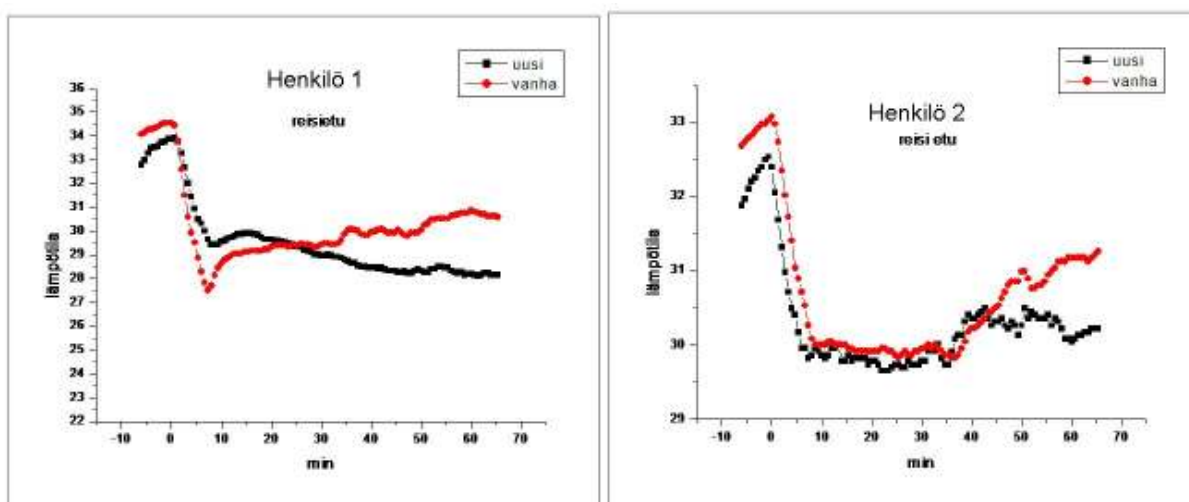 Henkilö 1
reisietu
uusi
vanha
lämpötila
36
35
34
33
32
31
30
29
28
27
26
25
24
23
22
-10 0 10 20 30 40 50 60 70
min
Henkilö 2
reisi etu
uusi
vanha
lämpötila
33
32
31
30
29
-10 0 10 20 30 40 50 60 70
min